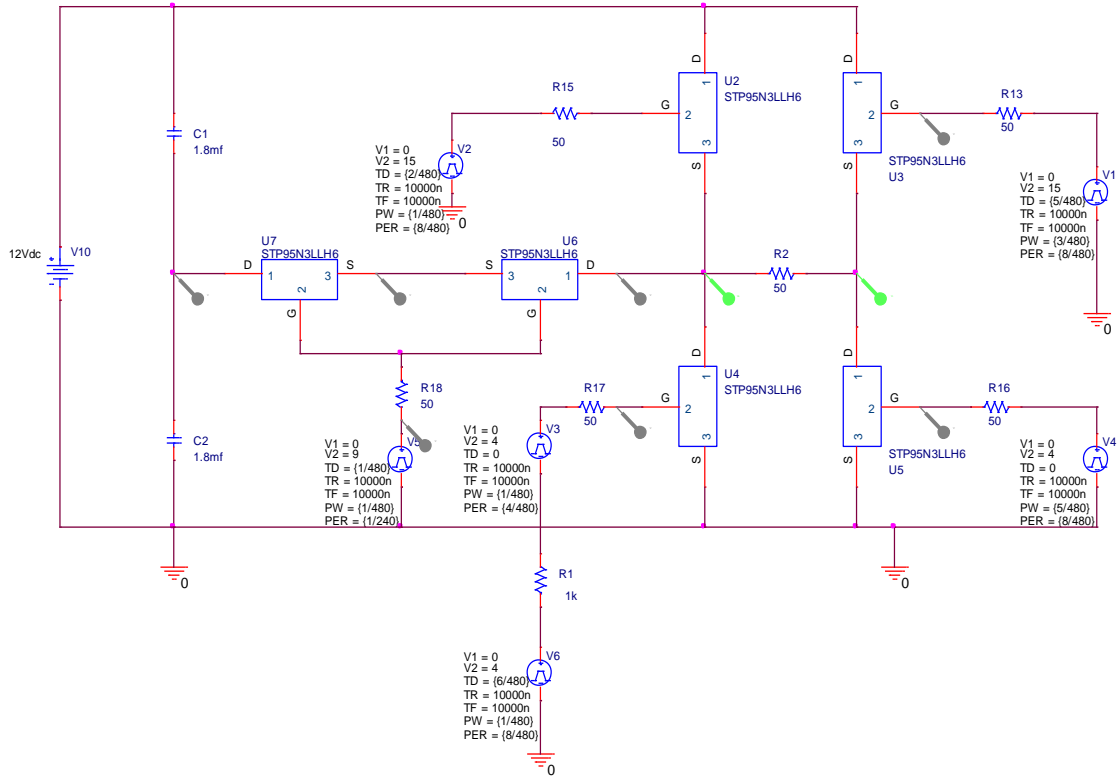 C1
1.8mf
12Vdc
V10
C2
1.8mf
U7
STP95N3LLH6
D
1
3
S
2
G
U6
STP95N3LLH6
S
3
1
D
2
G
V2
V1 = 0
V2 = 15
TD = {2/480}
TR = 10000n
TF = 10000n
PW = {1/480}
PER = {8/480}
0
R15
50
D
U2
STP95N3LLH6
1
G
2
3
S
D
1
G
2
3
S
STP95N3LLH6
U3
R13
50
V1
V1 = 0
V2 = 15
TD = {5/480}
TR = 10000n
TF = 10000n
PW = {3/480}
PER = {8/480}
0
R2
50
R18
50
V5
V1 = 0
V2 = 9
TD = {1/480}
TR = 10000n
TF = 10000n
PW = {1/480}
PER = {1/240}
R17
50
V3
V1 = 0
V2 = 4
TD = 0
TR = 10000n
TF = 10000n
PW = {1/480}
PER = {4/480}
D
U4
STP95N3LLH6
1
G
2
3
S
D
1
G
2
3
S
STP95N3LLH6
U5
R16
50
V4
V1 = 0
V2 = 4
TD = 0
TR = 10000n
TF = 10000n
PW = {5/480}
PER = {8/480}
0
0
R1
1k
V6
V1 = 0
V2 = 4
TD = {6/480}
TR = 10000n
TF = 10000n
PW = {1/480}
PER = {8/480}
0